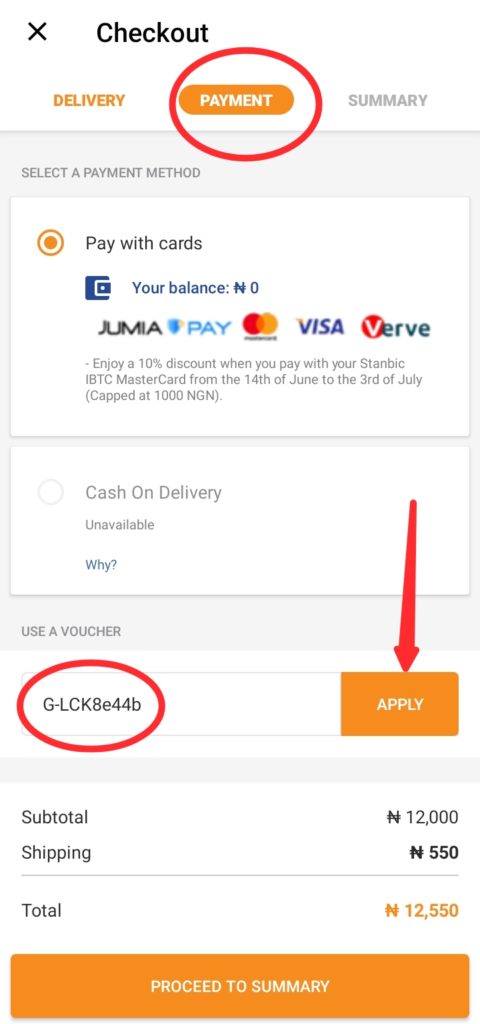 Checkout
DELIVERY PAYMENT SUMMARY
SELECT A PAYMENT METHOD
Pay with cards
Your balance: ₦ 0
JUMIA PAY mastercard VISA Verve
- Enjoy a 10% discount when you pay with your Stanbic
IBTC MasterCard from the 14th of June to the 3rd of July
(Capped at 1000 NGN).
Cash On Delivery
Unavailable
Why?
USE A VOUCHER
G-LCK8e44b APPLY
Subtotal ₦ 12,000
Shipping ₦ 550
Total ₦ 12,550
PROCEED TO SUMMARY